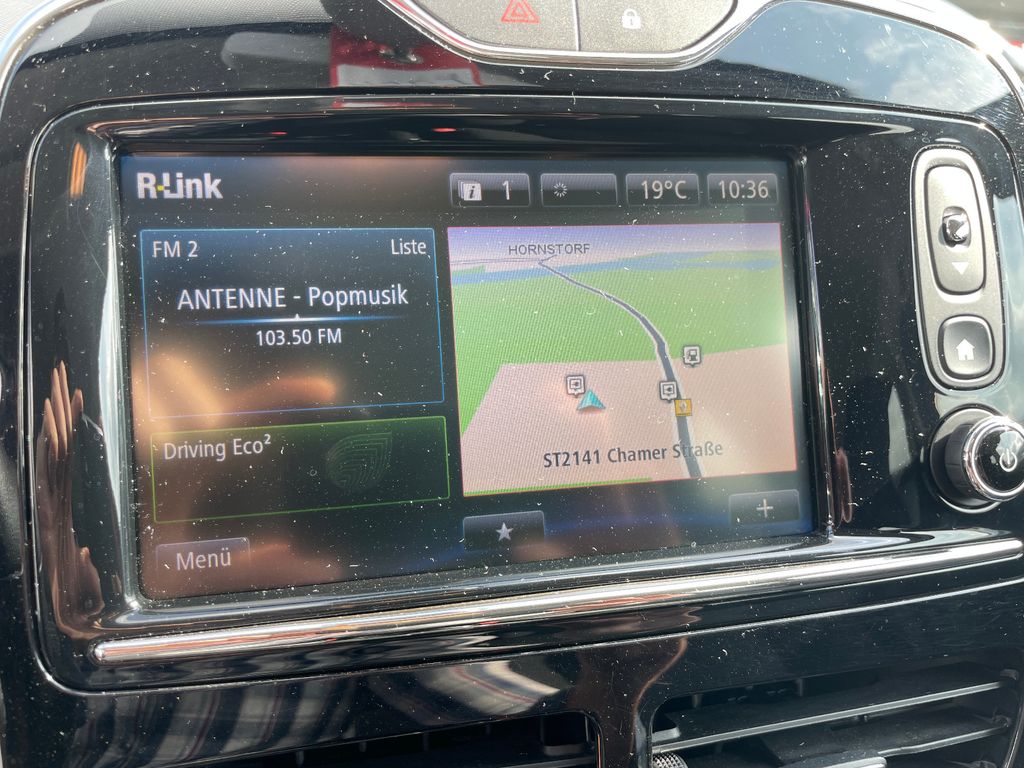 R-Link
1
19°C
10:36
FM 2
Liste
ANTENNE - Popmusik
103.50 FM
HORNSTORF
Driving Eco²
ST2141 Chamer Straße
Menü
+